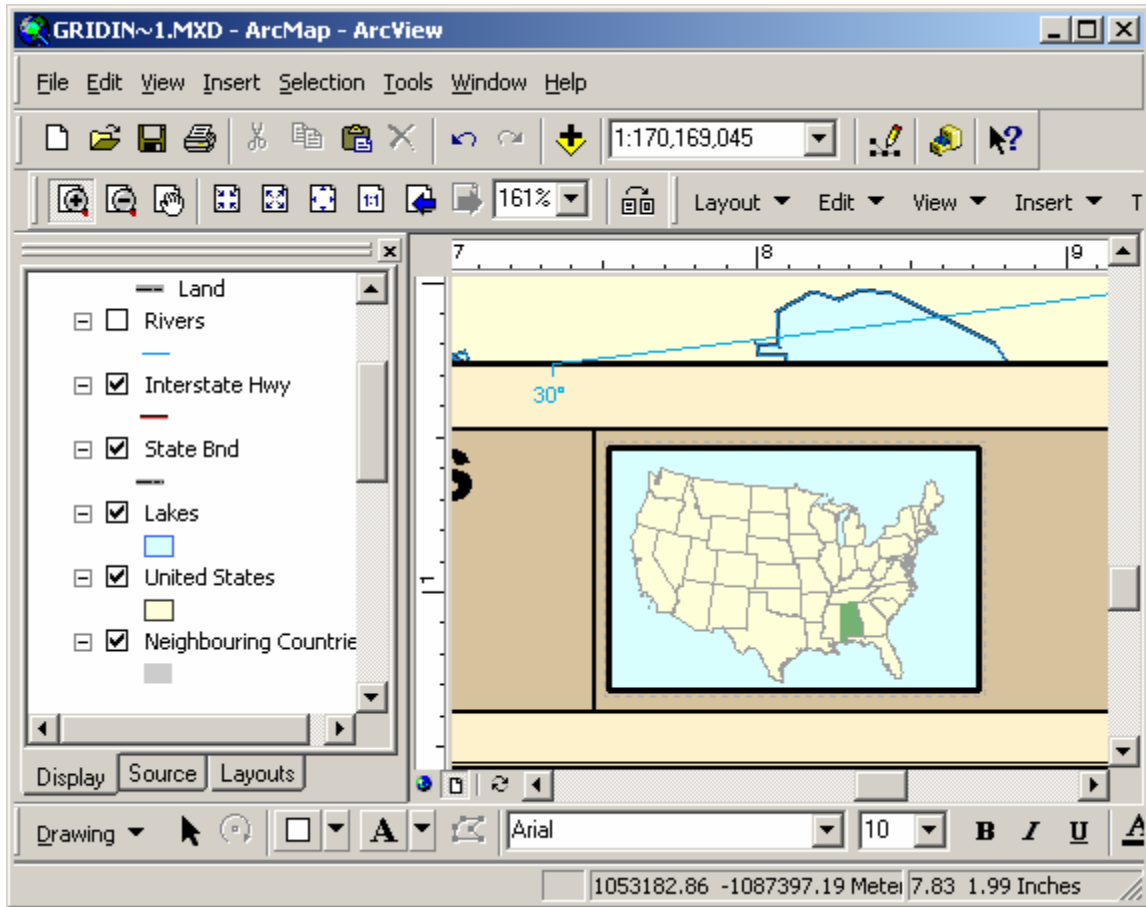 GRIDIN~1.MXD - ArcMap - ArcView
File Edit View Insert Selection Tools Window Help
1:170,169,045
1:1 161% Layout Edit View Insert T
7 8 9
Land
Rivers
Interstate Hwy
State Bnd
Lakes
United States
Neighbouring Countrie
30°
S
1
Display Source Layouts
Drawing A Arial 10 B I U A
1053182.86 -1087397.19 Meter 7.83 1.99 Inches